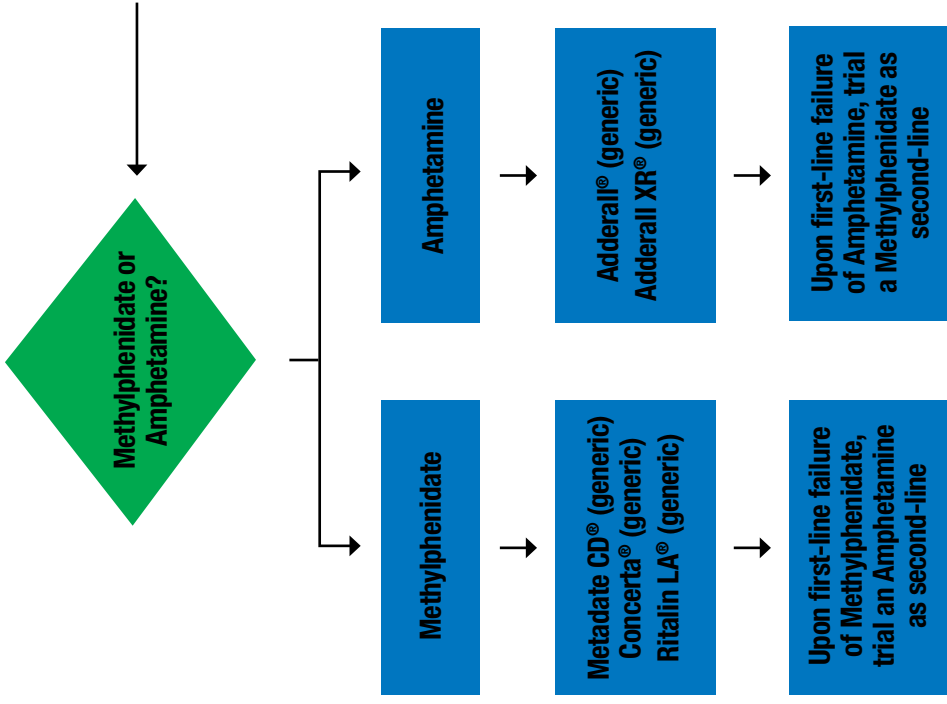 Methylphenidate or
Amphetamine?
Methylphenidate
Metadate CD® (generic)
Concerta® (generic)
Ritalin LA® (generic)
Upon first-line failure
of Methylphenidate,
trial an Amphetamine
as second-line
Amphetamine
Adderall® (generic)
Adderall XR® (generic)
Upon first-line failure
of Amphetamine, trial
a Methylphenidate as
second-line